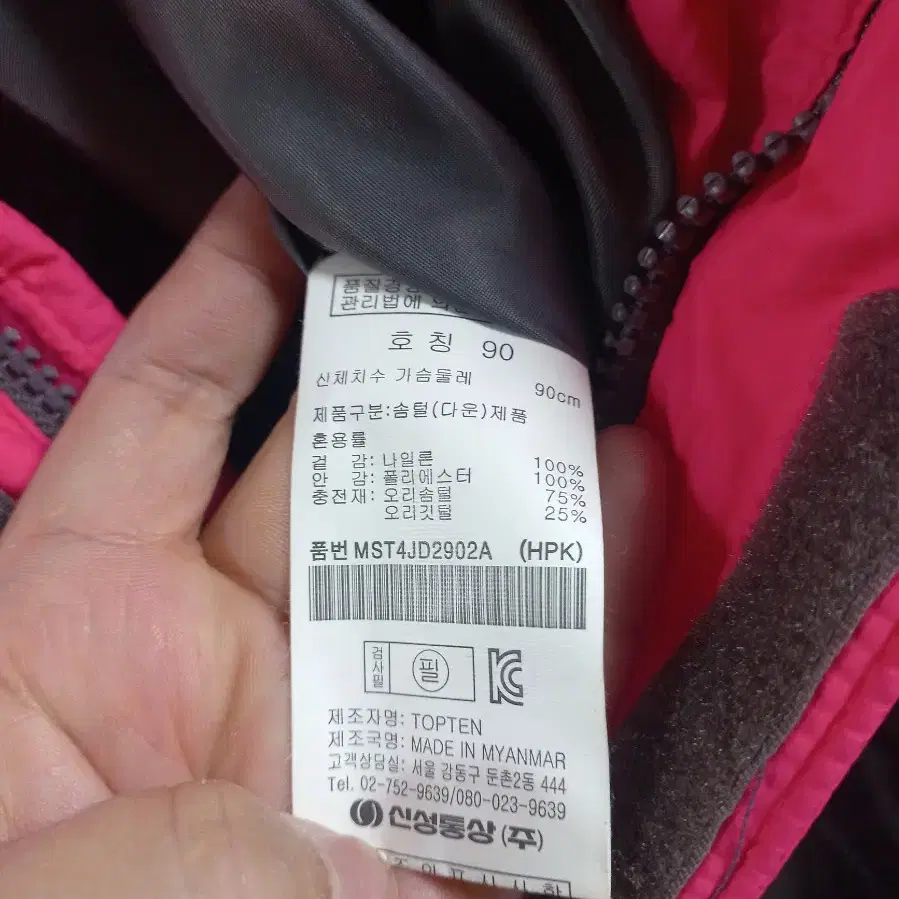 품질경영
관리법에
호칭 90
신체치수 가슴둘레 90cm
제품구분:솜털(다운)제품
혼용률
겉 감: 나일론 100%
안 감: 폴리에스터 100%
충전재: 오리솜털 75%
오리깃털 25%
품번 MST4JD2902A (HPK)
검사필 필
제조자명: TOPTEN
제조국명: MADE IN MYANMAR
고객상담실: 서울 강동구 둔촌2동 444
Tel. 02-752-9639/080-023-9639
신성통상 (주)